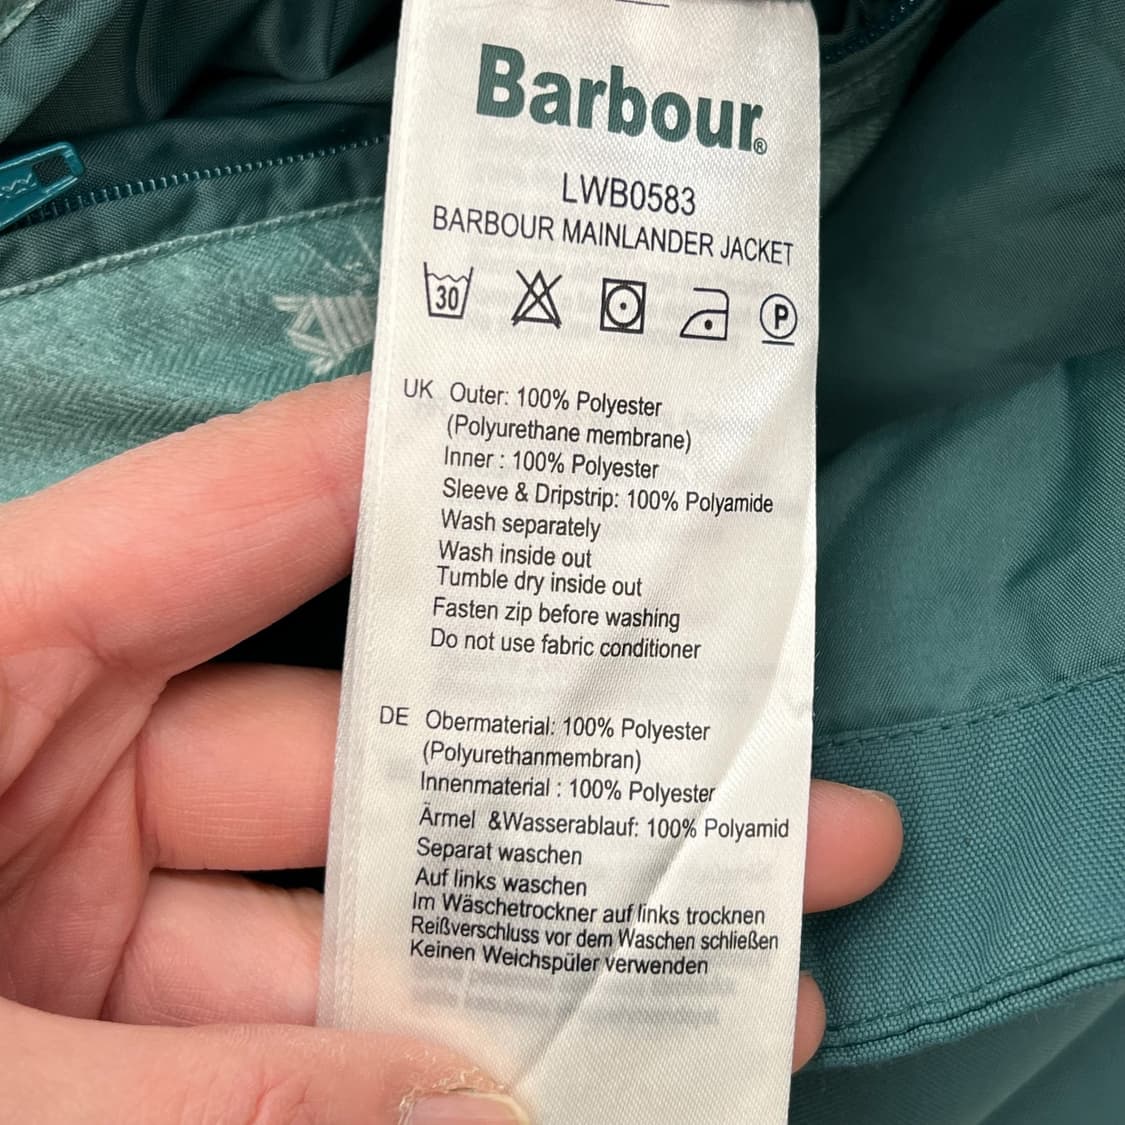 Barbour®
LWB0583
BARBOUR MAINLANDER JACKET
30 P
UK Outer: 100% Polyester
(Polyurethane membrane)
Inner : 100% Polyester
Sleeve & Dripstrip: 100% Polyamide
Wash separately
Wash inside out
Tumble dry inside out
Fasten zip before washing
Do not use fabric conditioner
DE Obermaterial: 100% Polyester
(Polyurethanmembran)
Innenmaterial : 100% Polyester
Ärmel &Wasserablauf: 100% Polyamid
Separat waschen
Auf links waschen
Im Wäschetrockner auf links trocknen
Reißverschluss vor dem Waschen schließen
Keinen Weichspüler verwenden